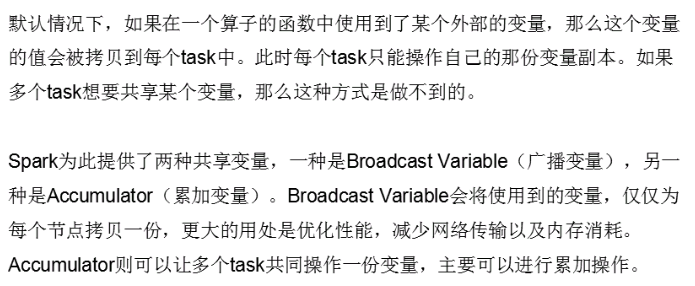 默认情况下，如果在一个算子的函数中使用到了某个外部的变量，那么这个变量
的值会被拷贝到每个task中。此时每个task只能操作自己的那份变量副本。如果
多个task想要共享某个变量，那么这种方式是做不到的。
Spark为此提供了两种共享变量，一种是Broadcast Variable（广播变量），另一
种是Accumulator（累加变量）。Broadcast Variable会将使用到的变量，仅仅为
每个节点拷贝一份，更大的用处是优化性能，减少网络传输以及内存消耗。
Accumulator则可以让多个task共同操作一份变量，主要可以进行累加操作。